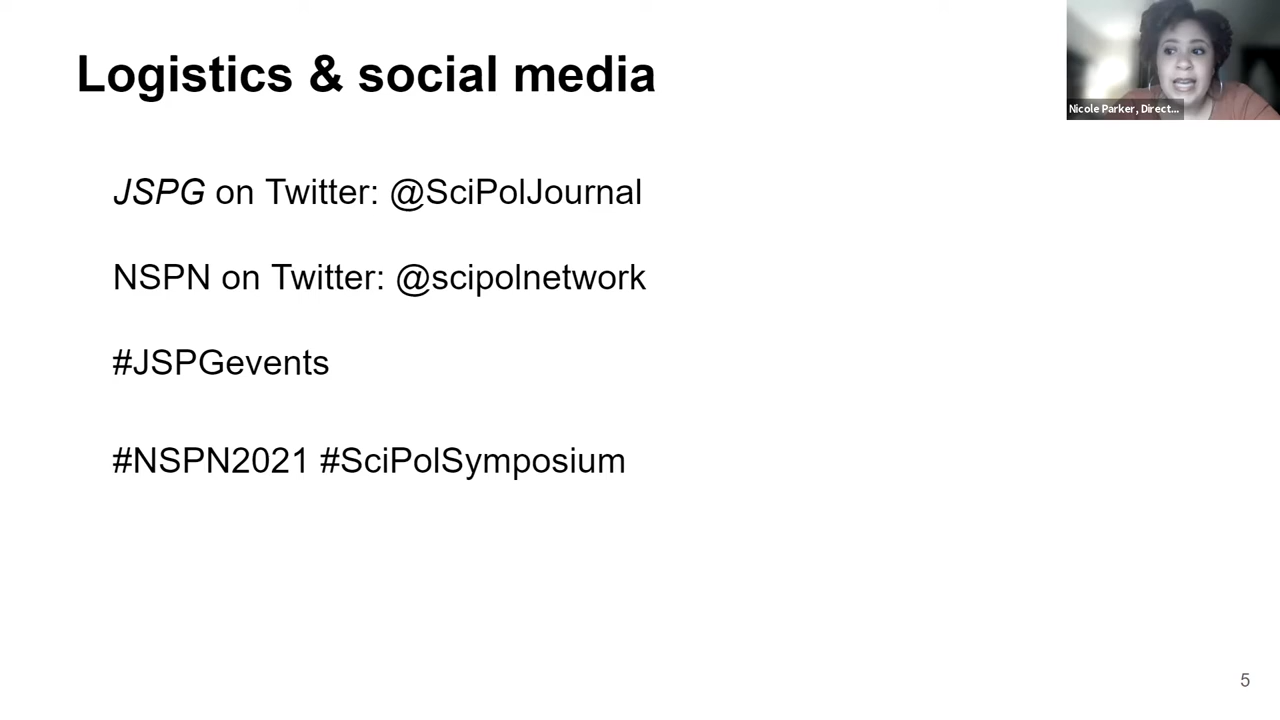 Logistics & social media
Nicole Parker, Direct...
JSPG on Twitter: @SciPolJournal
NSPN on Twitter: @scipolnetwork
#JSPGevents
#NSPN2021 #SciPolSymposium
5